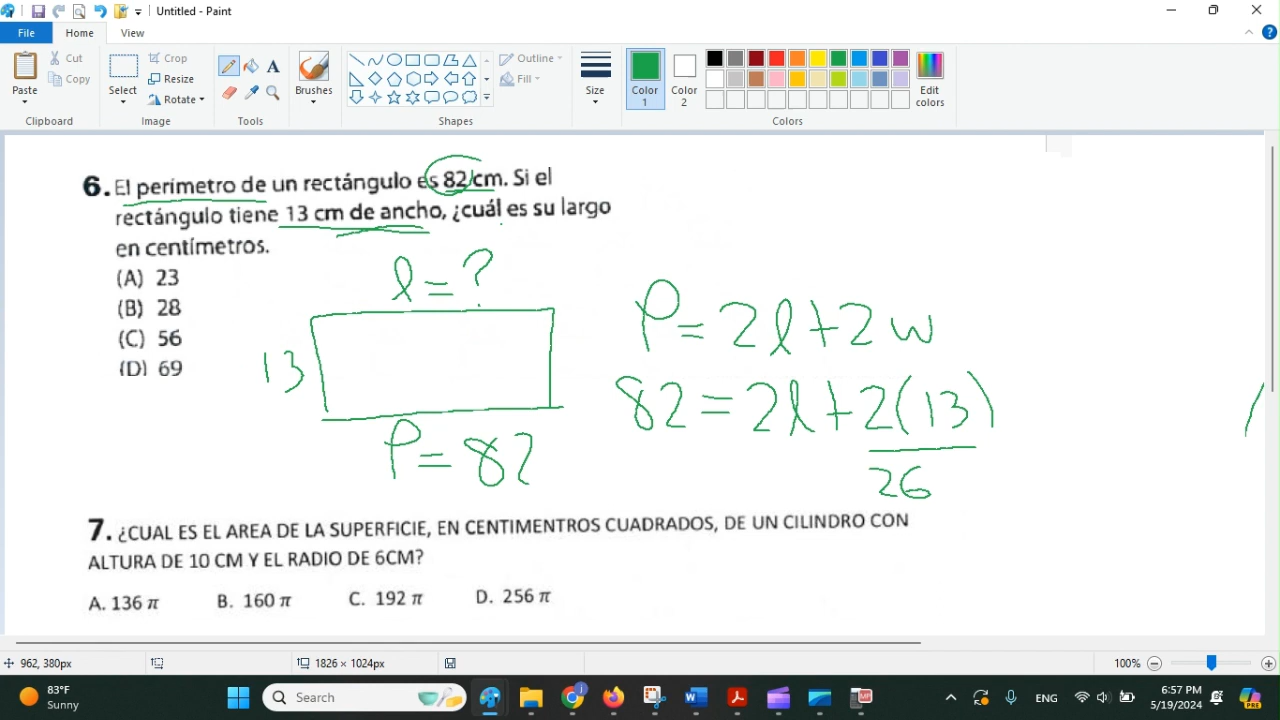 Untitled - Paint
File Home View
Paste Cut Copy
Clipboard
Select Crop Resize Rotate
Image
Tools
Brushes
Outline Fill
Shapes
Size
Color 1 Color 2 Edit colors
Colors
6. El perímetro de un rectángulo es 82 cm. Si el
rectángulo tiene 13 cm de ancho, ¿cuál es su largo
en centímetros.
(A) 23
(B) 28
(C) 56
(D) 69
l = ?
13
P = 82
P = 2l + 2w
82 = 2l + 2(13)
26
7. ¿CUAL ES EL AREA DE LA SUPERFICIE, EN CENTIMENTROS CUADRADOS, DE UN CILINDRO CON
ALTURA DE 10 CM Y EL RADIO DE 6CM?
A. 136 π B. 160 π C. 192 π D. 256 π
962, 380px 1826 × 1024px 100%
83°F
Sunny
Search
ENG
6:57 PM
5/19/2024
PRE